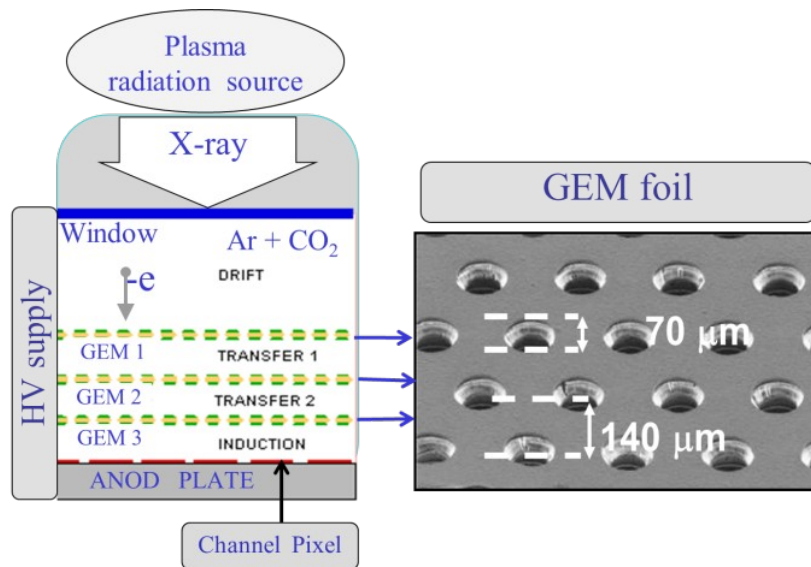 Plasma
radiation source
X-ray
GEM foil
Window
Ar + CO₂
-e
DRIFT
HV supply
GEM 1
TRANSFER 1
GEM 2
TRANSFER 2
GEM 3
INDUCTION
ANOD PLATE
Channel Pixel
70 μm
140 μm